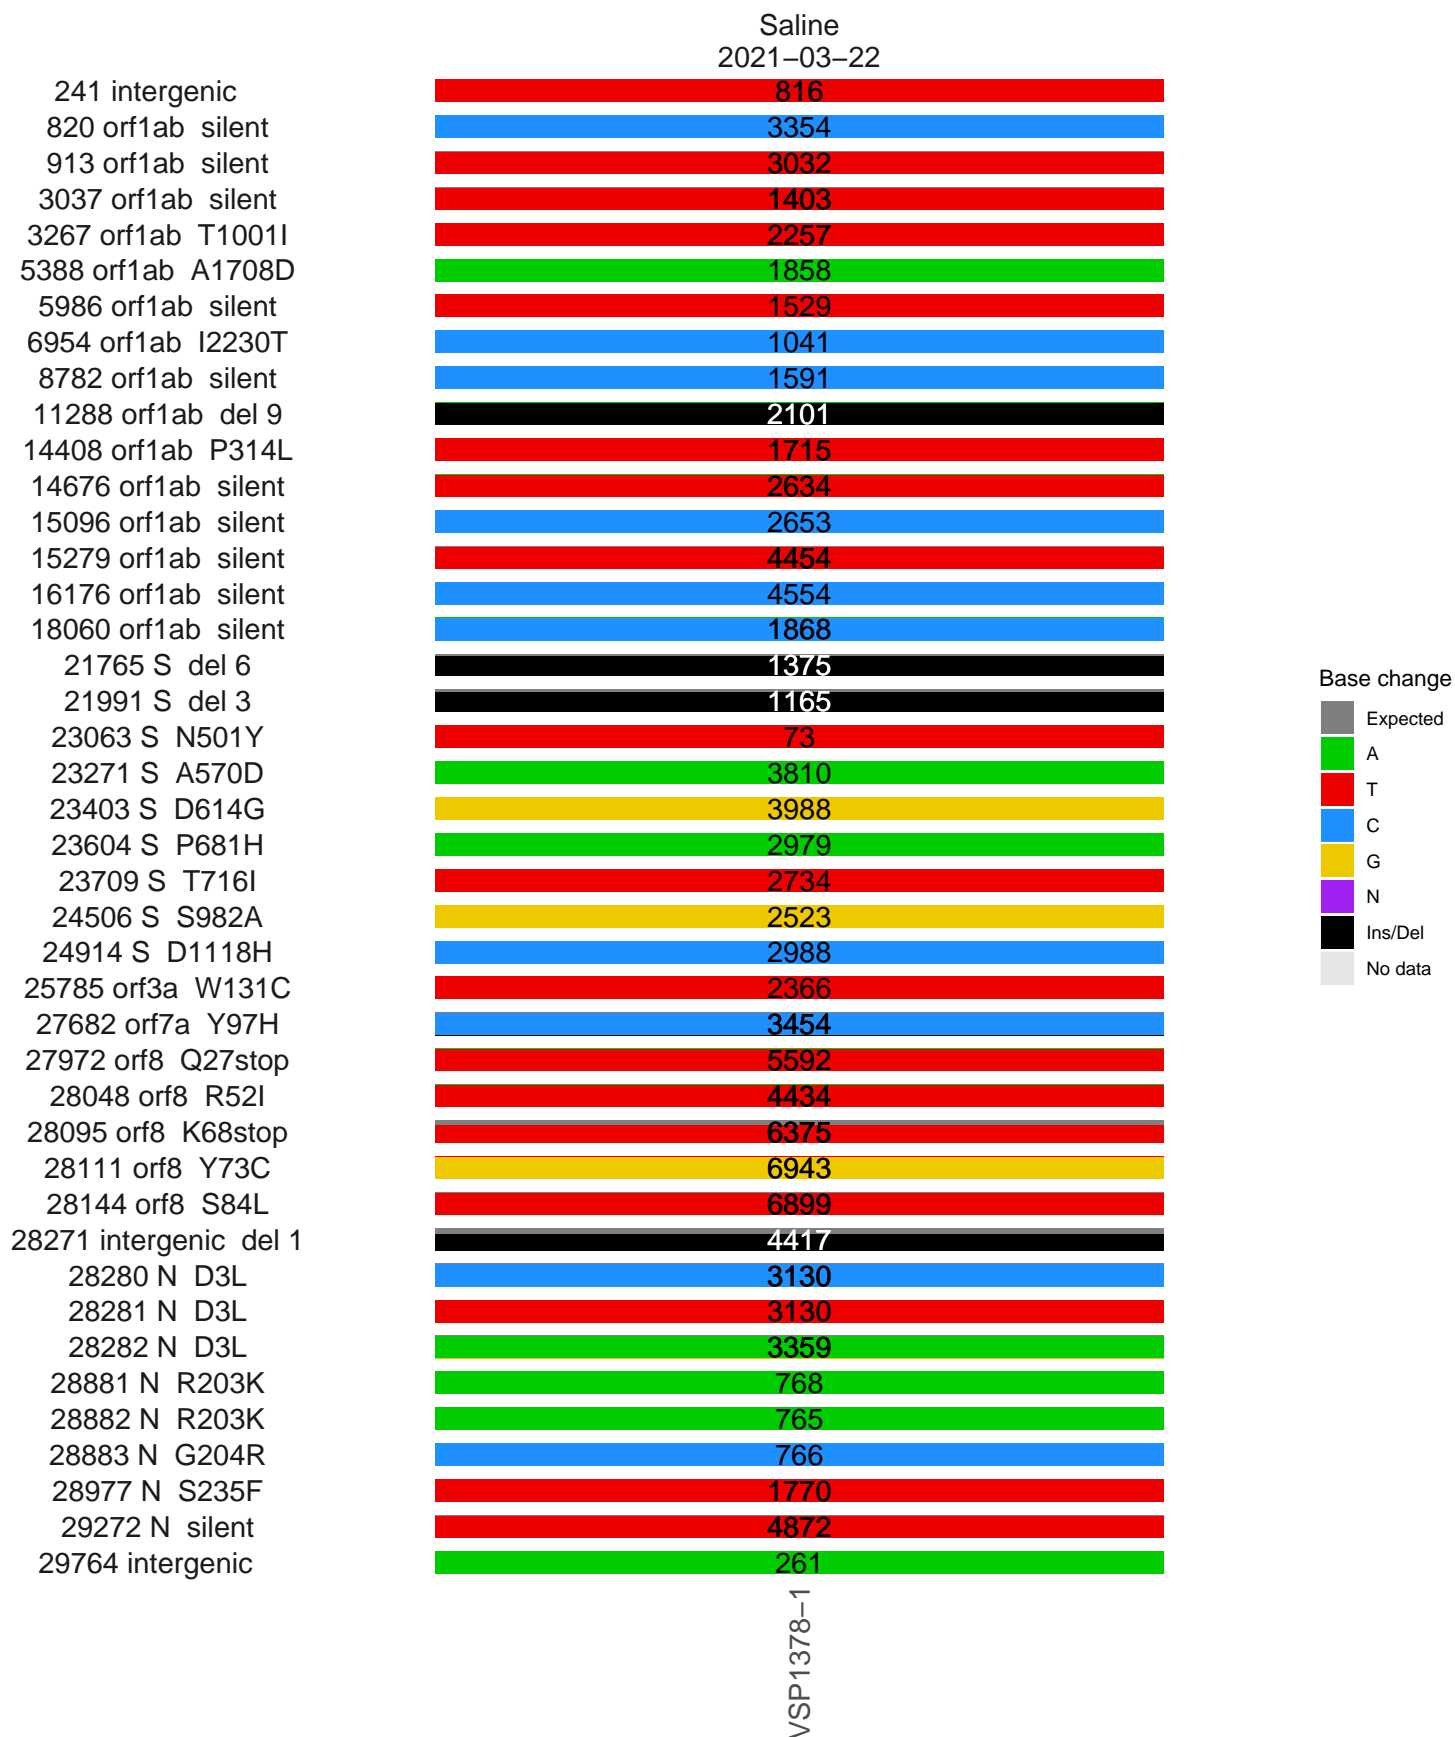 Saline
2021−03−22
241 intergenic 816
820 orf1ab silent 3354
913 orf1ab silent 3032
3037 orf1ab silent 1403
3267 orf1ab T1001I 2257
5388 orf1ab A1708D 1858
5986 orf1ab silent 1529
6954 orf1ab I2230T 1041
8782 orf1ab silent 1591
11288 orf1ab del 9 2101
14408 orf1ab P314L 1715
14676 orf1ab silent 2634
15096 orf1ab silent 2653
15279 orf1ab silent 4454
16176 orf1ab silent 4554
18060 orf1ab silent 1868
21765 S del 6 1375
21991 S del 3 1165
23063 S N501Y 73
23271 S A570D 3810
23403 S D614G 3988
23604 S P681H 2979
23709 S T716I 2734
24506 S S982A 2523
24914 S D1118H 2988
25785 orf3a W131C 2366
27682 orf7a Y97H 3454
27972 orf8 Q27stop 5592
28048 orf8 R52I 4434
28095 orf8 K68stop 6375
28111 orf8 Y73C 6943
28144 orf8 S84L 6899
28271 intergenic del 1 4417
28280 N D3L 3130
28281 N D3L 3130
28282 N D3L 3359
28881 N R203K 768
28882 N R203K 765
28883 N G204R 766
28977 N S235F 1770
29272 N silent 4872
29764 intergenic 261
VSP1378−1
Base change
Expected
A
T
C
G
N
Ins/Del
No data